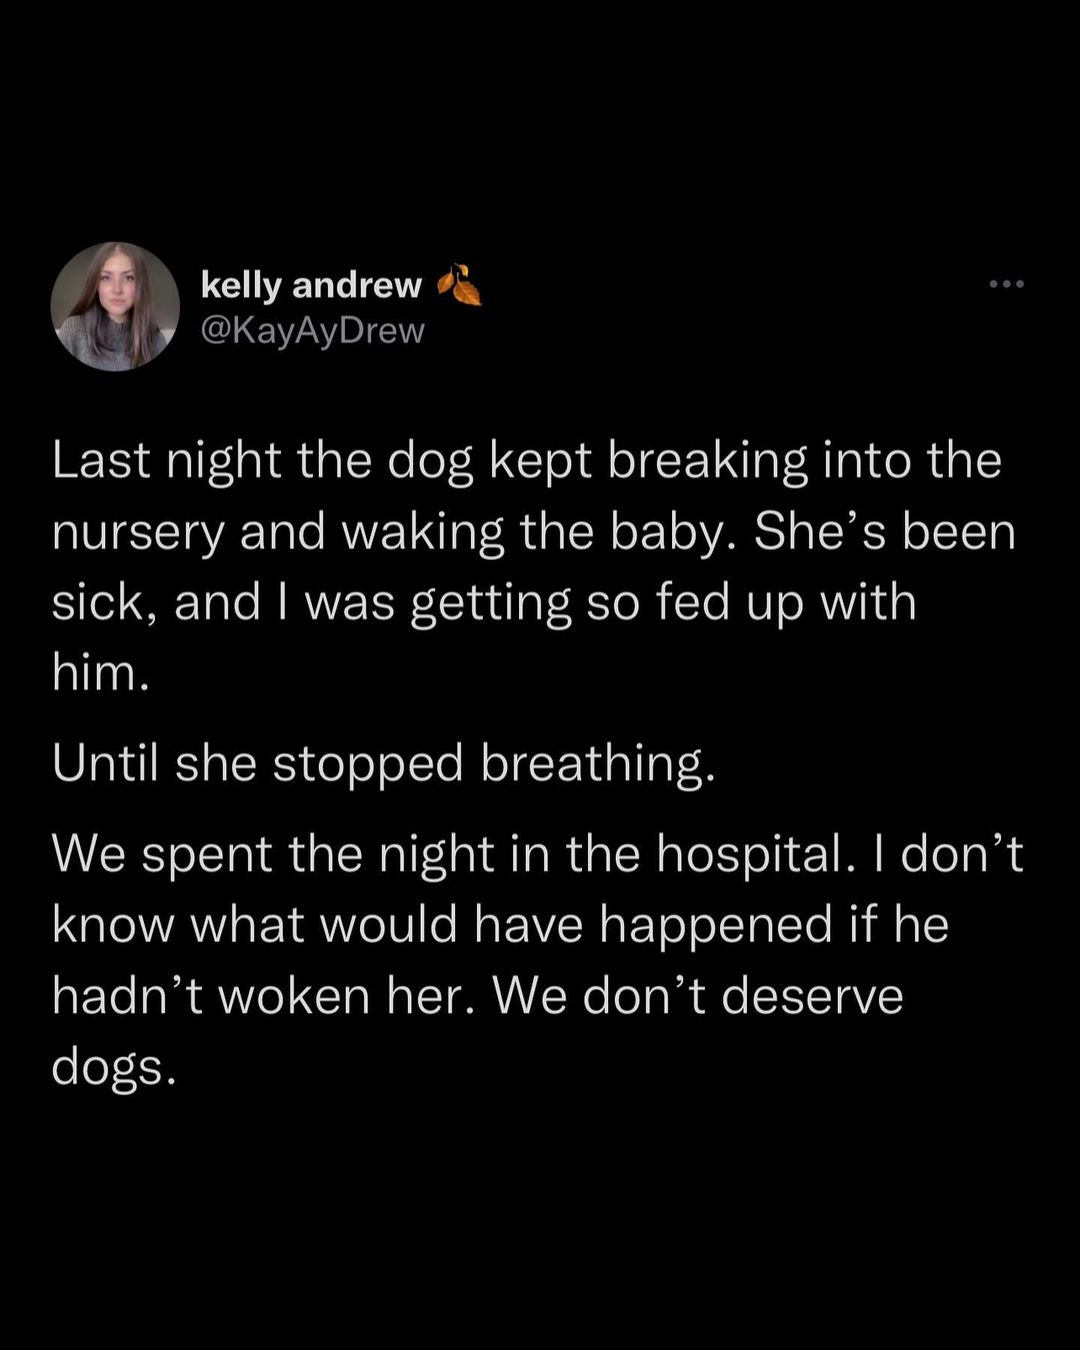 kelly andrew 🍂
@KayAyDrew
Last night the dog kept breaking into the
nursery and waking the baby. She’s been
sick, and I was getting so fed up with
him.
Until she stopped breathing.
We spent the night in the hospital. I don’t
know what would have happened if he
hadn’t woken her. We don’t deserve
dogs.